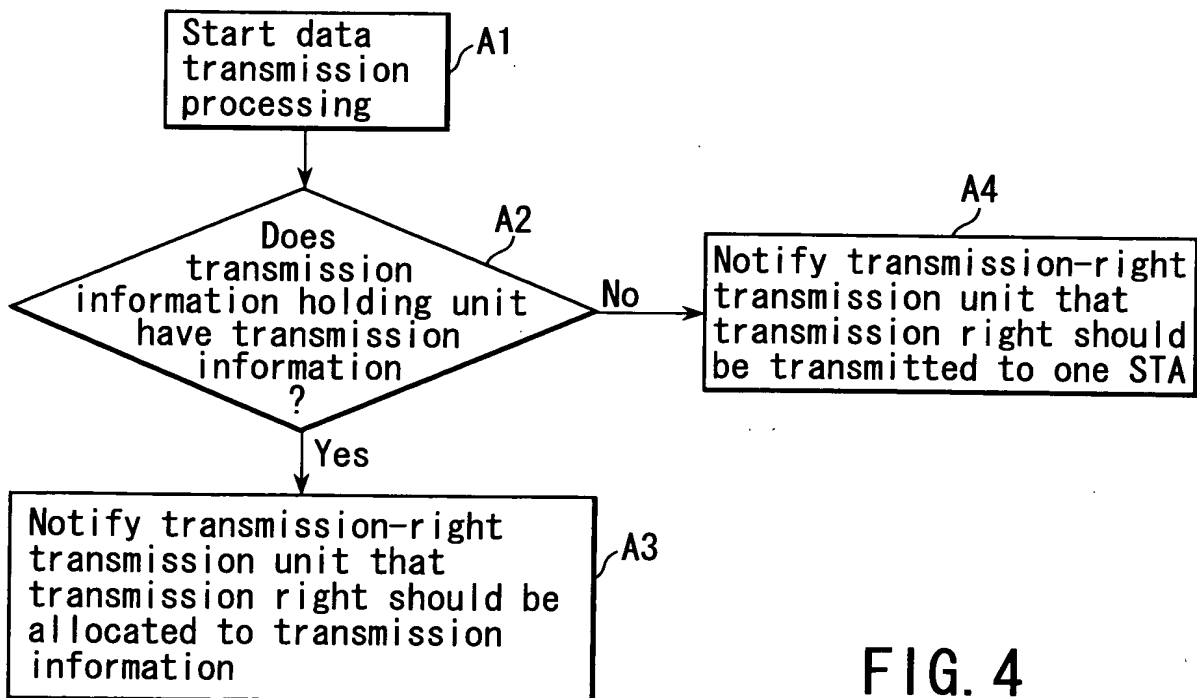 Start data
transmission
processing
A1
Does
transmission
information holding unit
have transmission
information
?
A2
No
A4
Notify transmission-right
transmission unit that
transmission right should
be transmitted to one STA
Yes
Notify transmission-right
transmission unit that
transmission right should be
allocated to transmission
information
A3
FIG. 4